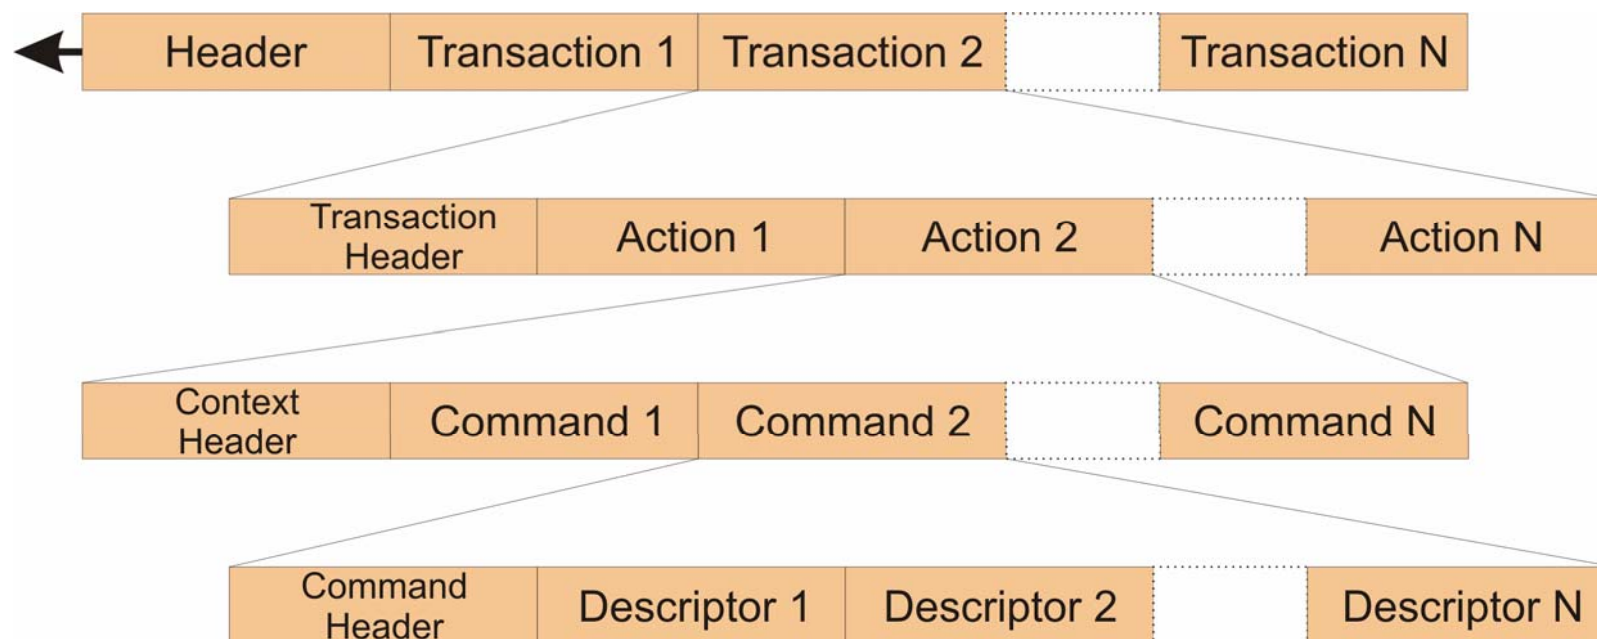 Header Transaction 1 Transaction 2 Transaction N
Transaction Header Action 1 Action 2 Action N
Context Header Command 1 Command 2 Command N
Command Header Descriptor 1 Descriptor 2 Descriptor N